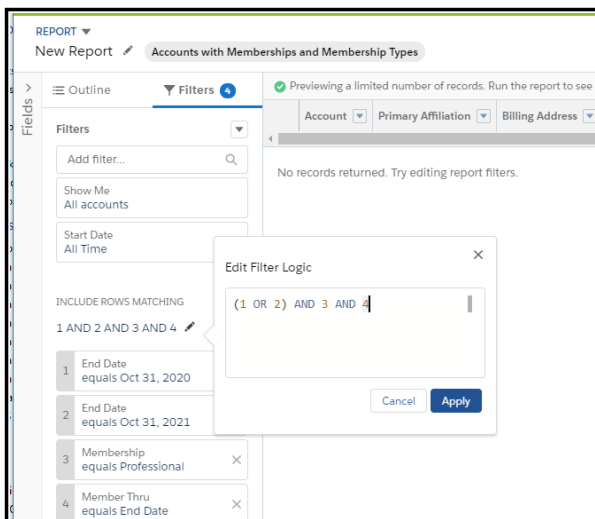 REPORT
New Report
Accounts with Memberships and Membership Types
Fields
Outline
Filters 4
Previewing a limited number of records. Run the report to see
Filters
Account
Primary Affiliation
Billing Address
Add filter...
No records returned. Try editing report filters.
Show Me
All accounts
Start Date
All Time
Edit Filter Logic
(1 OR 2) AND 3 AND 4
Cancel
Apply
INCLUDE ROWS MATCHING
1 AND 2 AND 3 AND 4
1
End Date
equals Oct 31, 2020
2
End Date
equals Oct 31, 2021
3
Membership
equals Professional
4
Member Thru
equals End Date